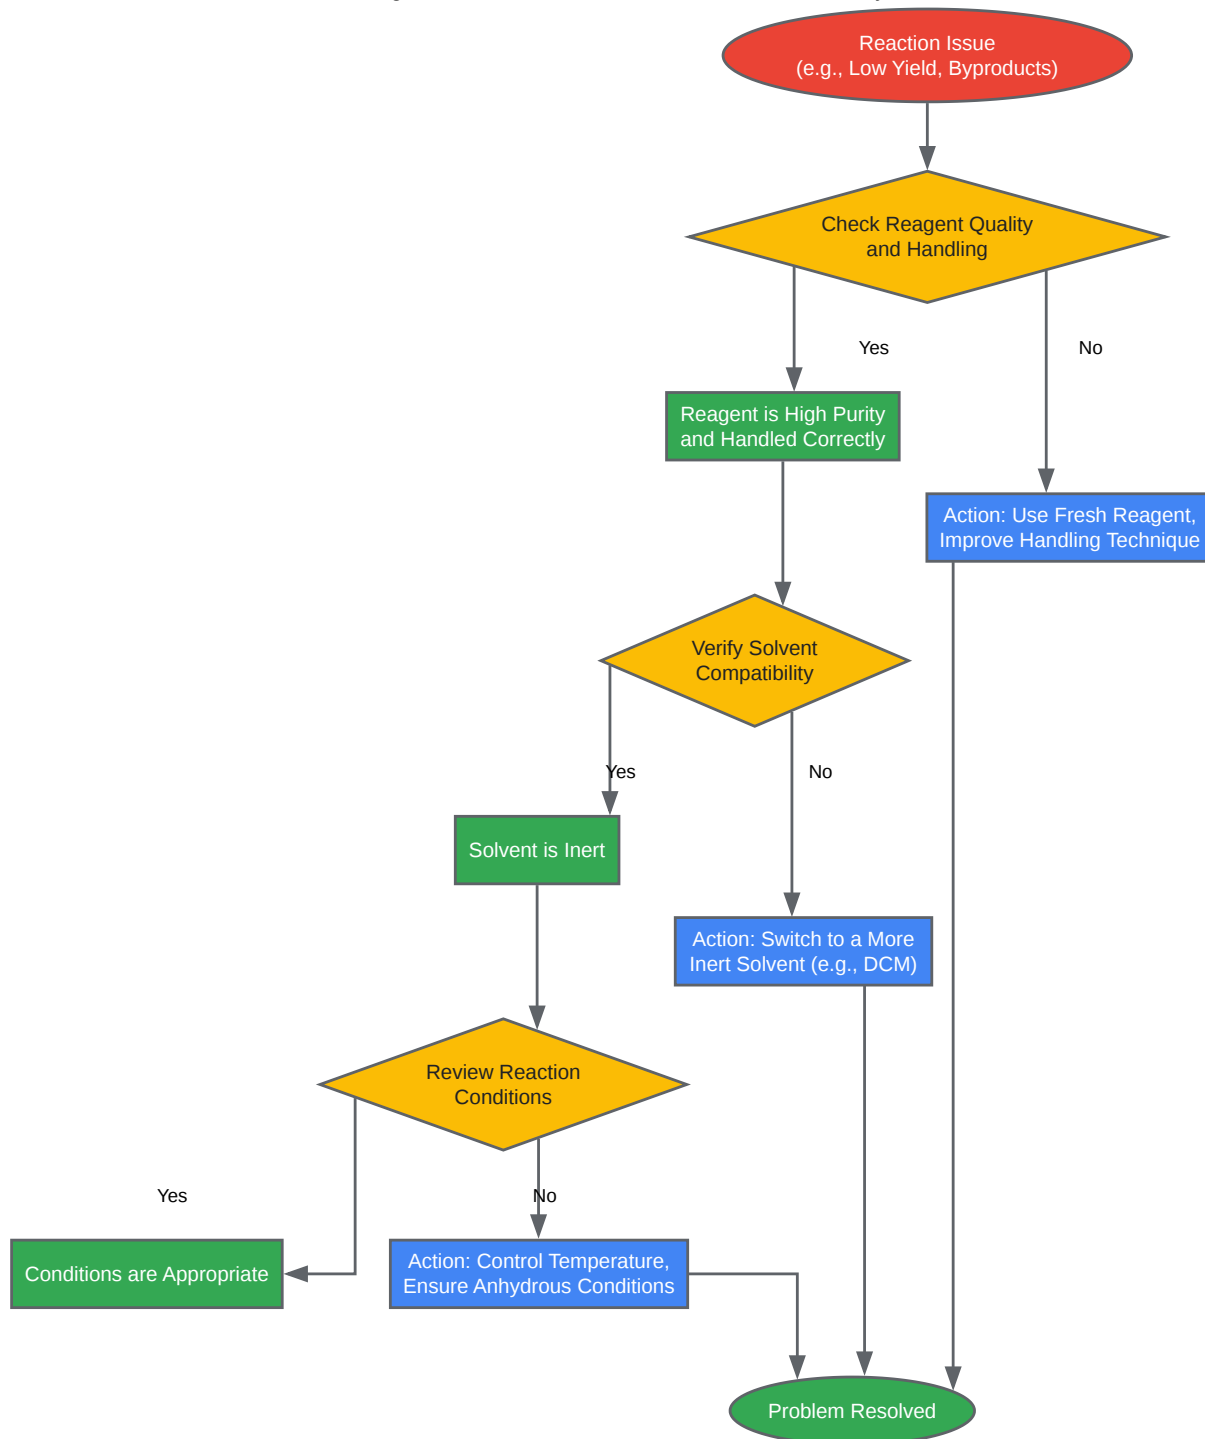 Reaction Issue
(e.g., Low Yield, Byproducts)
Check Reagent Quality
and Handling
Yes
No
Reagent is High Purity
and Handled Correctly
Action: Use Fresh Reagent,
Improve Handling Technique
Verify Solvent
Compatibility
Yes
No
Solvent is Inert
Action: Switch to a More
Inert Solvent (e.g., DCM)
Review Reaction
Conditions
Yes
No
Conditions are Appropriate
Action: Control Temperature,
Ensure Anhydrous Conditions
Problem Resolved